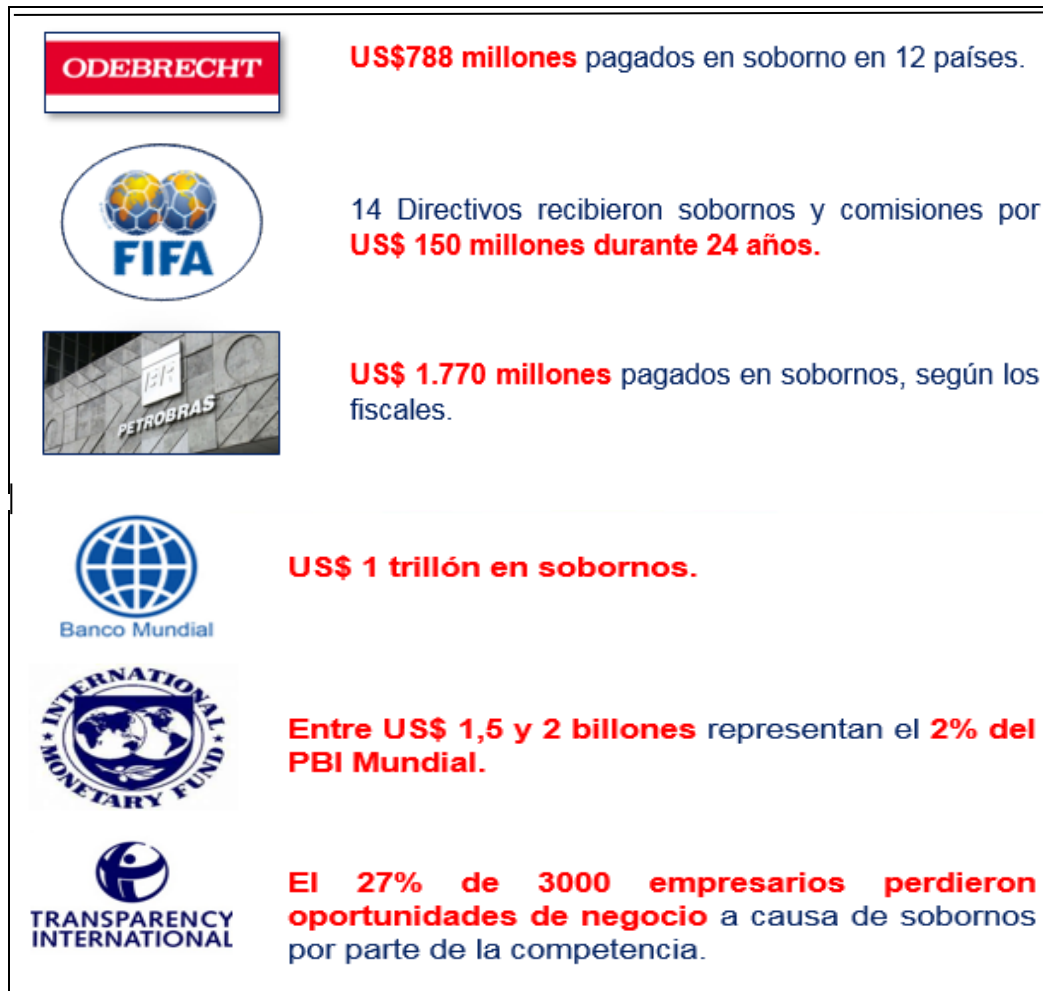 ODEBRECHT
US$788 millones pagados en soborno en 12 países.
FIFA
14 Directivos recibieron sobornos y comisiones por
US$ 150 millones durante 24 años.
BR
PETROBRAS
US$ 1.770 millones pagados en sobornos, según los
fiscales.
Banco Mundial
US$ 1 trillón en sobornos.
INTERNATIONAL MONETARY FUND
Entre US$ 1,5 y 2 billones representan el 2% del
PBI Mundial.
TRANSPARENCY
INTERNATIONAL
El 27% de 3000 empresarios perdieron
oportunidades de negocio a causa de sobornos
por parte de la competencia.